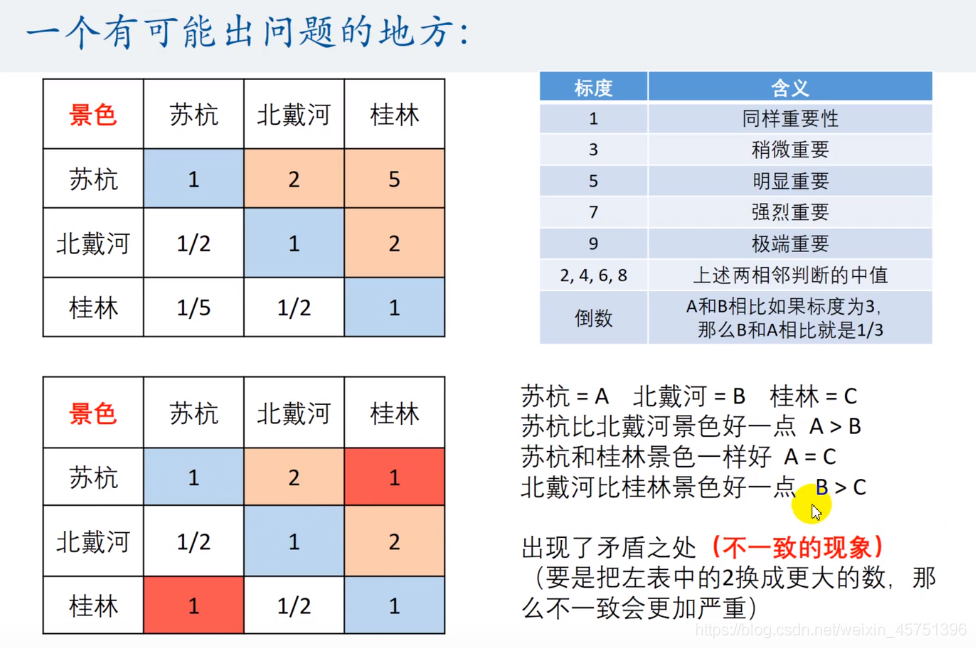 一个有可能出问题的地方：
景色 苏杭 北戴河 桂林
苏杭 1 2 5
北戴河 1/2 1 2
桂林 1/5 1/2 1
标度 含义
1 同样重要性
3 稍微重要
5 明显重要
7 强烈重要
9 极端重要
2, 4, 6, 8 上述两相邻判断的中值
倒数 A和B相比如果标度为3，
那么B和A相比就是1/3
景色 苏杭 北戴河 桂林
苏杭 1 2 1
北戴河 1/2 1 2
桂林 1 1/2 1
苏杭 = A 北戴河 = B 桂林 = C
苏杭比北戴河景色好一点 A > B
苏杭和桂林景色一样好 A = C
北戴河比桂林景色好一点 B > C
出现了矛盾之处（不一致的现象）
（要是把左表中的2换成更大的数，那
么不一致会更加严重）
https://blog.csdn.net/weixin_45751396